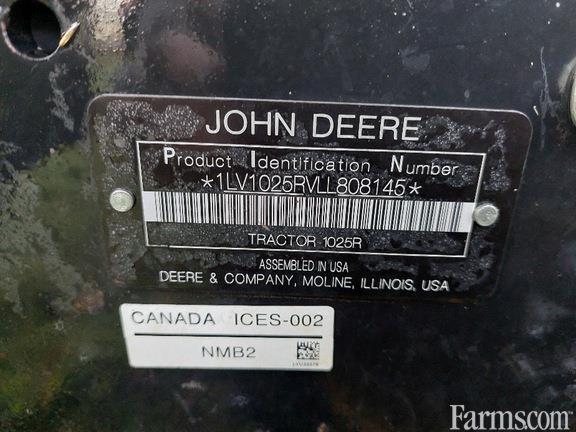 JOHN DEERE
Product Identification Number
*1LV1025RVLL808145*
TRACTOR 1025R
ASSEMBLED IN USA
DEERE & COMPANY, MOLINE, ILLINOIS, USA
CANADA ICES-002
NMB2
Farms.com